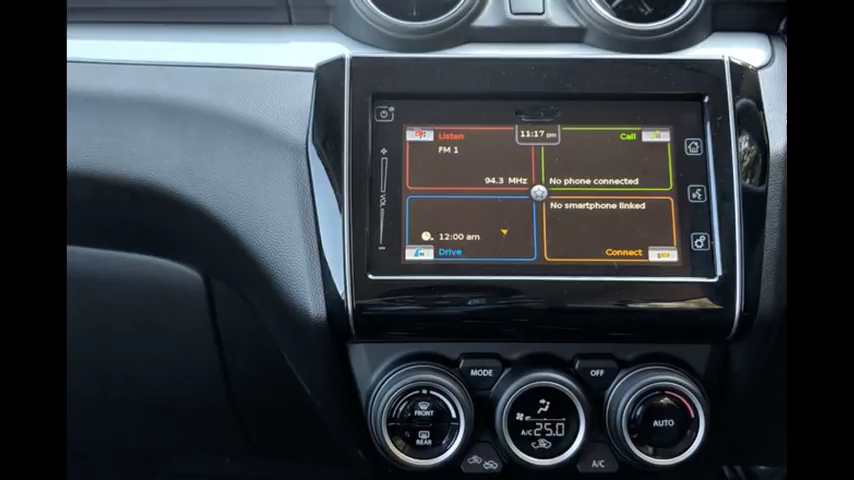 Listen
11:17 pm
Call
FM 1
94.3 MHz
No phone connected
No smartphone linked
12:00 am
Drive
Connect
VOL
MODE
OFF
FRONT
REAR
A/C 25.0
AUTO
A/C